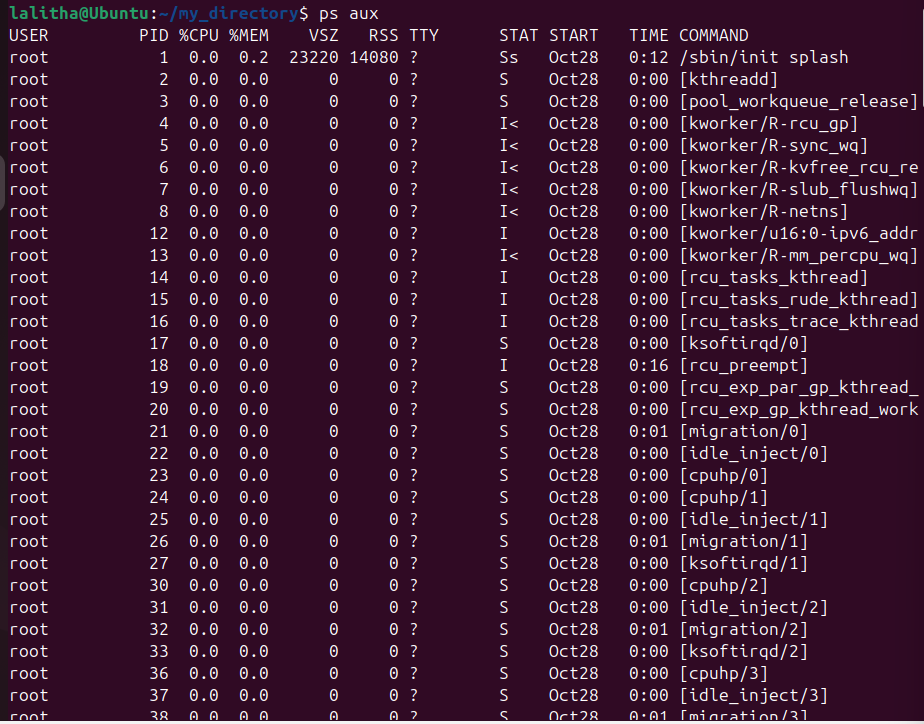 lalitha@Ubuntu:~/my_directory$ ps aux
USER PID %CPU %MEM VSZ RSS TTY STAT START TIME COMMAND
root 1 0.0 0.2 23220 14080 ? Ss Oct28 0:12 /sbin/init splash
root 2 0.0 0.0 0 0 ? S Oct28 0:00 [kthreadd]
root 3 0.0 0.0 0 0 ? S Oct28 0:00 [pool_workqueue_release]
root 4 0.0 0.0 0 0 ? I< Oct28 0:00 [kworker/R-rcu_gp]
root 5 0.0 0.0 0 0 ? I< Oct28 0:00 [kworker/R-sync_wq]
root 6 0.0 0.0 0 0 ? I< Oct28 0:00 [kworker/R-kvfree_rcu_re
root 7 0.0 0.0 0 0 ? I< Oct28 0:00 [kworker/R-slub_flushwq]
root 8 0.0 0.0 0 0 ? I< Oct28 0:00 [kworker/R-netns]
root 12 0.0 0.0 0 0 ? I Oct28 0:00 [kworker/u16:0-ipv6_addr
root 13 0.0 0.0 0 0 ? I< Oct28 0:00 [kworker/R-mm_percpu_wq]
root 14 0.0 0.0 0 0 ? I Oct28 0:00 [rcu_tasks_kthread]
root 15 0.0 0.0 0 0 ? I Oct28 0:00 [rcu_tasks_rude_kthread]
root 16 0.0 0.0 0 0 ? I Oct28 0:00 [rcu_tasks_trace_kthread
root 17 0.0 0.0 0 0 ? S Oct28 0:00 [ksoftirqd/0]
root 18 0.0 0.0 0 0 ? I Oct28 0:16 [rcu_preempt]
root 19 0.0 0.0 0 0 ? S Oct28 0:00 [rcu_exp_par_gp_kthread_
root 20 0.0 0.0 0 0 ? S Oct28 0:00 [rcu_exp_gp_kthread_work
root 21 0.0 0.0 0 0 ? S Oct28 0:01 [migration/0]
root 22 0.0 0.0 0 0 ? S Oct28 0:00 [idle_inject/0]
root 23 0.0 0.0 0 0 ? S Oct28 0:00 [cpuhp/0]
root 24 0.0 0.0 0 0 ? S Oct28 0:00 [cpuhp/1]
root 25 0.0 0.0 0 0 ? S Oct28 0:00 [idle_inject/1]
root 26 0.0 0.0 0 0 ? S Oct28 0:01 [migration/1]
root 27 0.0 0.0 0 0 ? S Oct28 0:00 [ksoftirqd/1]
root 30 0.0 0.0 0 0 ? S Oct28 0:00 [cpuhp/2]
root 31 0.0 0.0 0 0 ? S Oct28 0:00 [idle_inject/2]
root 32 0.0 0.0 0 0 ? S Oct28 0:01 [migration/2]
root 33 0.0 0.0 0 0 ? S Oct28 0:00 [ksoftirqd/2]
root 36 0.0 0.0 0 0 ? S Oct28 0:00 [cpuhp/3]
root 37 0.0 0.0 0 0 ? S Oct28 0:00 [idle_inject/3]
root 38 0.0 0.0 0 0 ? S Oct28 0:01 [migration/3]